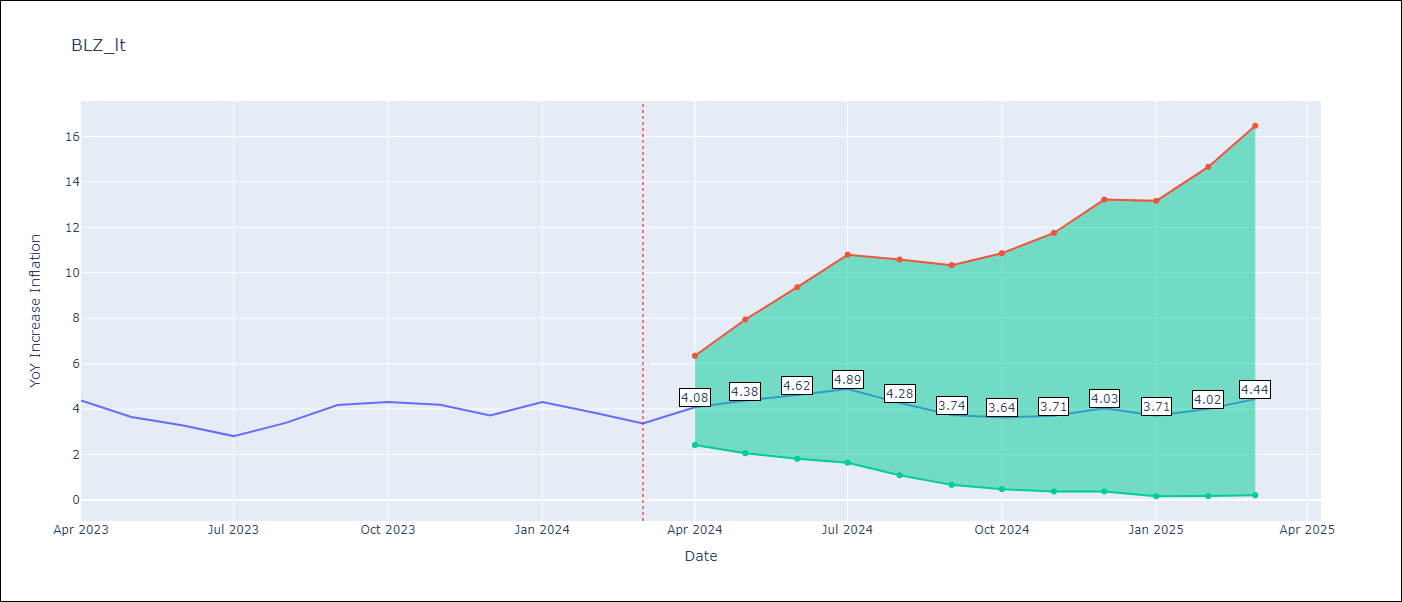 BLZ_lt
YoY Increase Inflation
16
14
12
10
8
6
4
2
0
4.08
4.38
4.62
4.89
4.28
3.74
3.64
3.71
4.03
3.71
4.02
4.44
Apr 2023
Jul 2023
Oct 2023
Jan 2024
Apr 2024
Jul 2024
Oct 2024
Jan 2025
Apr 2025
Date